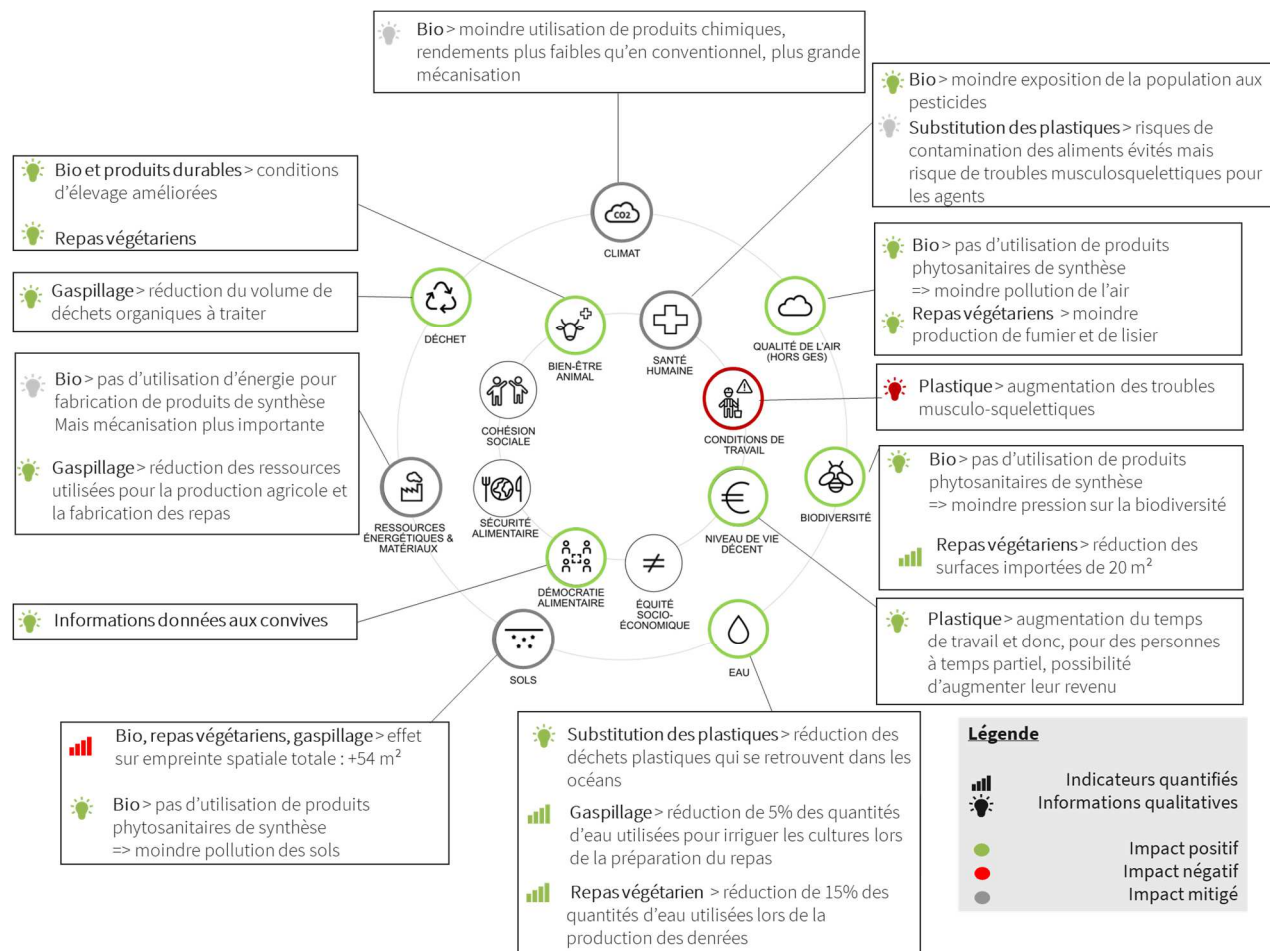 Bio > moindre utilisation de produits chimiques,
rendements plus faibles qu'en conventionnel, plus grande
mécanisation
Bio > moindre exposition de la population aux
pesticides
Substitution des plastiques > risques de
contamination des aliments évités mais
risque de troubles musculosquelettiques pour
les agents
Bio et produits durables > conditions
d'élevage améliorées
Repas végétariens
Gaspillage > réduction du volume de
déchets organiques à traiter
Bio > pas d'utilisation d'énergie pour
fabrication de produits de synthèse
Mais mécanisation plus importante
Gaspillage > réduction des ressources
utilisées pour la production agricole et
la fabrication des repas
Informations données aux convives
CO2
CLIMAT
DÉCHET
BIEN-ÊTRE
ANIMAL
SANTÉ
HUMAINE
QUALITÉ DE L'AIR
(HORS GES)
COHÉSION
SOCIALE
CONDITIONS DE
TRAVAIL
RESSOURCES
ÉNERGÉTIQUES &
MATÉRIAUX
SÉCURITÉ
ALIMENTAIRE
NIVEAU DE VIE
DÉCENT
BIODIVERSITÉ
DÉMOCRATIE
ALIMENTAIRE
ÉQUITÉ
SOCIO-
ÉCONOMIQUE
SOLS
EAU
Bio > pas d'utilisation de produits
phytosanitaires de synthèse
=> moindre pollution de l'air
Repas végétariens > moindre
production de fumier et de lisier
Plastique > augmentation des troubles
musculo-squelettiques
Bio > pas d'utilisation de produits
phytosanitaires de synthèse
=> moindre pression sur la biodiversité
Repas végétariens > réduction des
surfaces importées de 20 m²
Plastique > augmentation du temps
de travail et donc, pour des personnes
à temps partiel, possibilité
d'augmenter leur revenu
Bio, repas végétariens, gaspillage > effet
sur empreinte spatiale totale : +54 m²
Bio > pas d'utilisation de produits
phytosanitaires de synthèse
=> moindre pollution des sols
Substitution des plastiques > réduction des
déchets plastiques qui se retrouvent dans les
océans
Gaspillage > réduction de 5% des quantités
d'eau utilisées pour irriguer les cultures lors
de la préparation du repas
Repas végétarien > réduction de 15% des
quantités d'eau utilisées lors de la
production des denrées
Légende
Indicateurs quantifiés
Informations qualitatives
Impact positif
Impact négatif
Impact mitigé